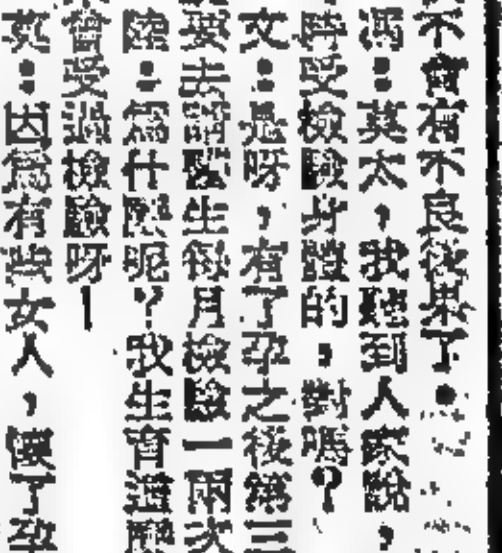 不會有不良後果了。
馮：莫太，我聽到人家說，
時受檢驗身體的，對嗎？
文：是呀，有了孕之後第三
要去請醫生每月檢驗一兩次
陸：為什麼呢？我生育這麼
曾受過檢驗呀！
莫：因為有些女人，懷了孕